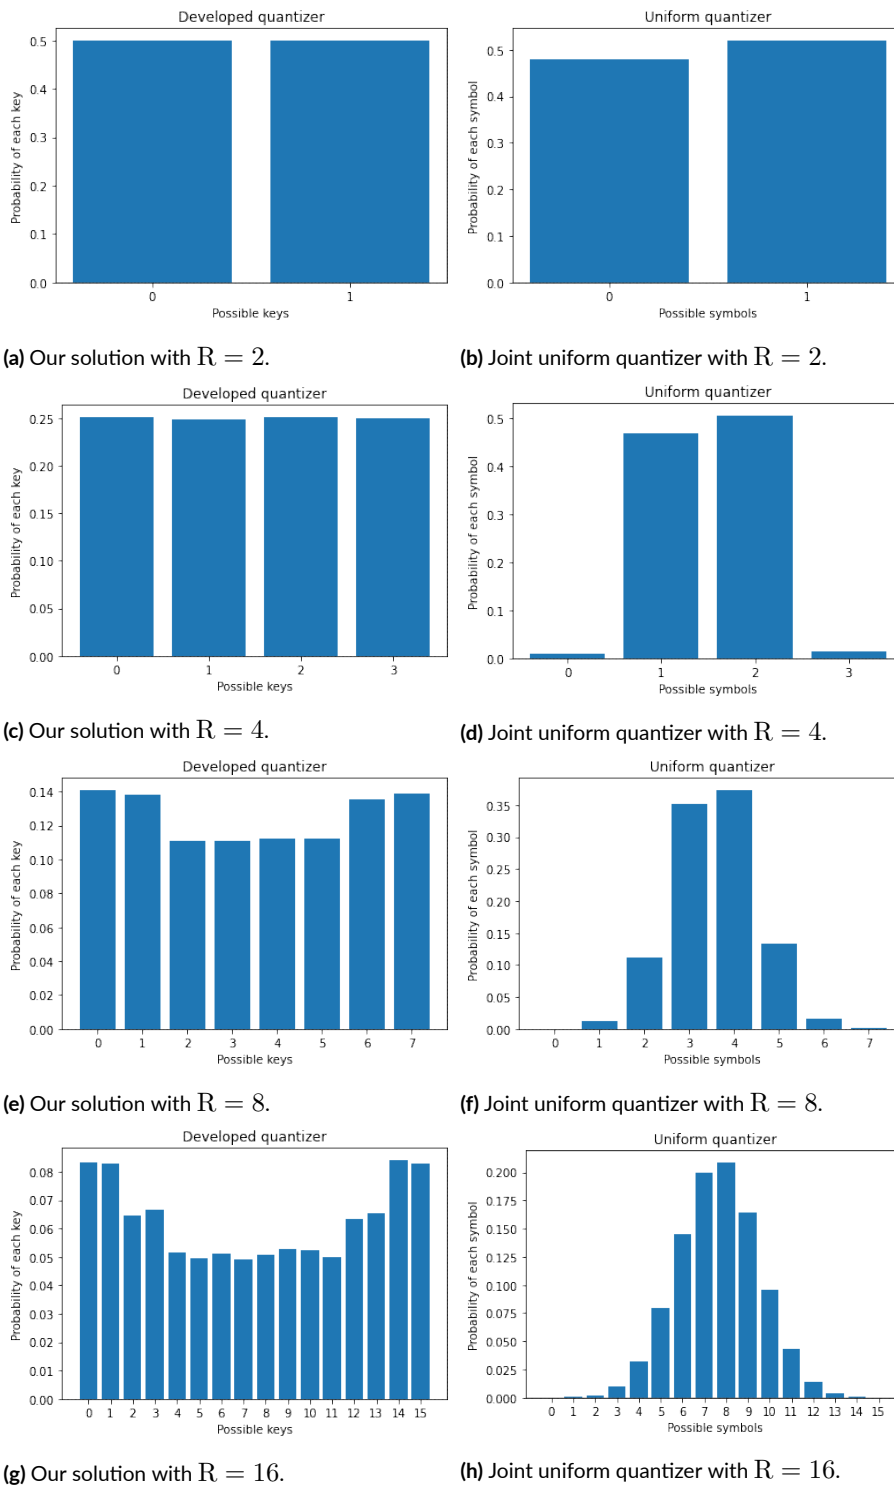 Developed quantizer
Probability of each key
0.5
0.4
0.3
0.2
0.1
0.0
0 1
Possible keys
(a) Our solution with R = 2.
Uniform quantizer
Probability of each symbol
0.5
0.4
0.3
0.2
0.1
0.0
0 1
Possible symbols
(b) Joint uniform quantizer with R = 2.
Developed quantizer
Probability of each key
0.25
0.20
0.15
0.10
0.05
0.00
0 1 2 3
Possible keys
(c) Our solution with R = 4.
Uniform quantizer
Probability of each symbol
0.5
0.4
0.3
0.2
0.1
0.0
0 1 2 3
Possible symbols
(d) Joint uniform quantizer with R = 4.
Developed quantizer
Probability of each key
0.14
0.12
0.10
0.08
0.06
0.04
0.02
0.00
0 1 2 3 4 5 6 7
Possible keys
(e) Our solution with R = 8.
Uniform quantizer
Probability of each symbol
0.35
0.30
0.25
0.20
0.15
0.10
0.05
0.00
0 1 2 3 4 5 6 7
Possible symbols
(f) Joint uniform quantizer with R = 8.
Developed quantizer
Probability of each key
0.08
0.07
0.06
0.05
0.04
0.03
0.02
0.01
0.00
0 1 2 3 4 5 6 7 8 9 10 11 12 13 14 15
Possible keys
(g) Our solution with R = 16.
Uniform quantizer
Probability of each symbol
0.200
0.175
0.150
0.125
0.100
0.075
0.050
0.025
0.000
0 1 2 3 4 5 6 7 8 9 10 11 12 13 14 15
Possible symbols
(h) Joint uniform quantizer with R = 16.